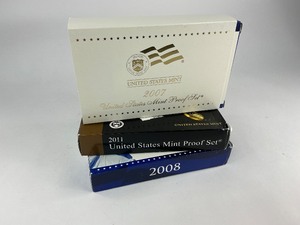 UNITED STATES MINT
2007
United States Mint Proof Set®
2011
United States Mint Proof Set®
2008